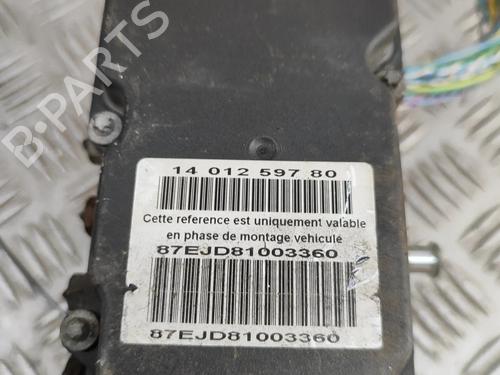 B-PARTS
14 012 597 80
Cette reference est uniquement valable
en phase de montage vehicule
87EJD81003360
87EJD81003360